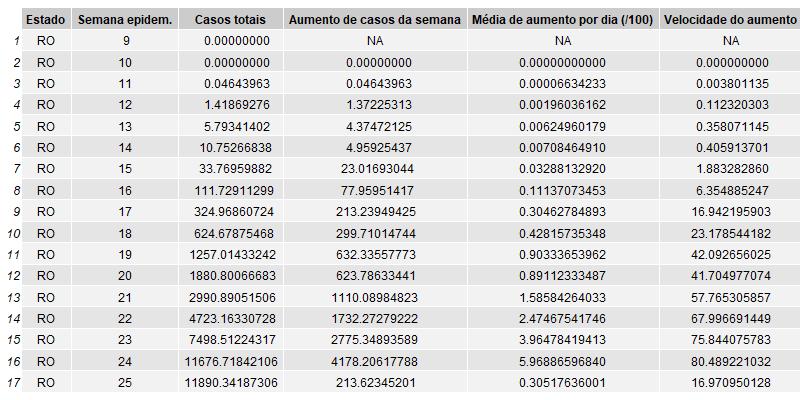 Estado Semana epidem. Casos totais Aumento de casos da semana Média de aumento por dia (/100) Velocidade do aumento
1 RO 9 0.00000000 NA NA NA
2 RO 10 0.00000000 0.00000000 0.00000000000 0.000000000
3 RO 11 0.04643963 0.04643963 0.00006634233 0.003801135
4 RO 12 1.41869276 1.37225313 0.00196036162 0.112320303
5 RO 13 5.79341402 4.37472125 0.00624960179 0.358071145
6 RO 14 10.75266838 4.95925437 0.00708464910 0.405913701
7 RO 15 33.76959882 23.01693044 0.03288132920 1.883282860
8 RO 16 111.72911299 77.95951417 0.11137073453 6.354885247
9 RO 17 324.96860724 213.23949425 0.30462784893 16.942195903
10 RO 18 624.67875468 299.71014744 0.42815735348 23.178544182
11 RO 19 1257.01433242 632.33557773 0.90333653962 42.092656025
12 RO 20 1880.80066683 623.78633441 0.89112333487 41.704977074
13 RO 21 2990.89051506 1110.08984823 1.58584264033 57.765305857
14 RO 22 4723.16330728 1732.27279222 2.47467541746 67.996691449
15 RO 23 7498.51224317 2775.34893589 3.96478419413 75.844075783
16 RO 24 11676.71842106 4178.20617788 5.96886596840 80.489221032
17 RO 25 11890.34187306 213.62345201 0.30517636001 16.970950128